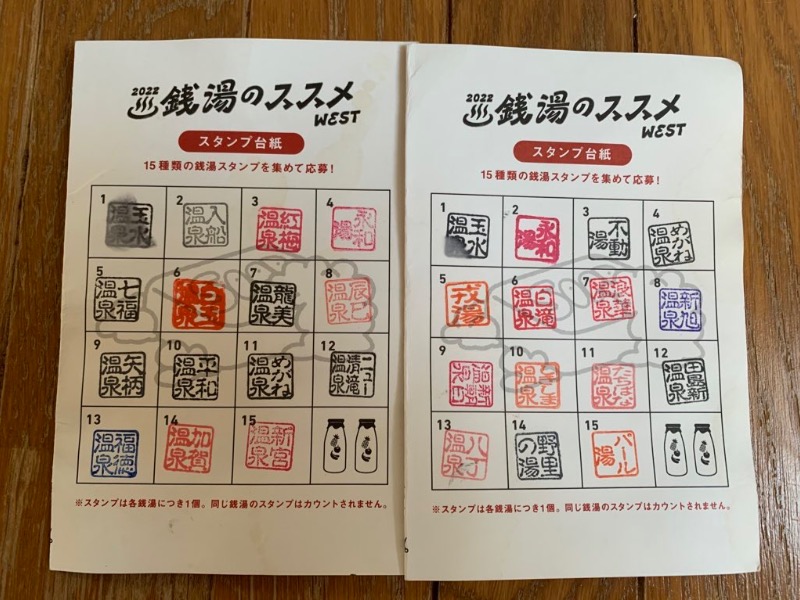 2022
銭湯のススメ
WEST
スタンプ台紙
15種類の銭湯スタンプを集めて応募！
1 玉水温泉
2 入船温泉
3 紅梅温泉
4 永和湯
5 七福温泉
6 白玉温泉
7 龍美温泉
8 辰巳温泉
9 矢柄温泉
10 平和温泉
11 めがね温泉
12 ニュー清滝温泉
13 福徳温泉
14 加賀温泉
15 新宮温泉
※スタンプは各銭湯につき1個。同じ銭湯のスタンプはカウントされません。
2022
銭湯のススメ
WEST
スタンプ台紙
15種類の銭湯スタンプを集めて応募！
1 玉水温泉
2 永和湯
3 不動湯
4 めがね温泉
5 戎湯
6 白滝温泉
7 浪速温泉
8 新旭温泉
9
10 温泉
11 たちばな温泉
12 田島新温泉
13 八丁温泉
14 野里の湯
15 パール湯
※スタンプは各銭湯につき1個。同じ銭湯のスタンプはカウントされません。